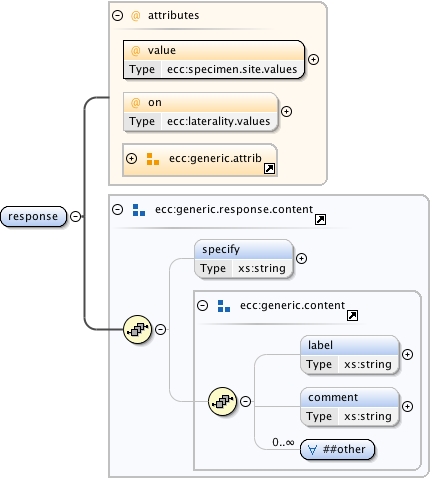 @ attributes
@ value
Type ecc:specimen.site.values
@ on
Type ecc:laterality.values
ecc:generic.attrib
response
ecc:generic.response.content
specify
Type xs:string
ecc:generic.content
label
Type xs:string
comment
Type xs:string
0..∞
∀ ##other